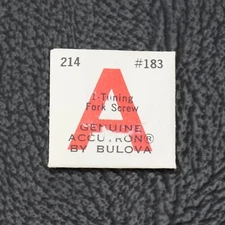 214 #183
A
1-Tuning
Fork Screw
GENUINE
ACCUTRON®
BY BULOVA